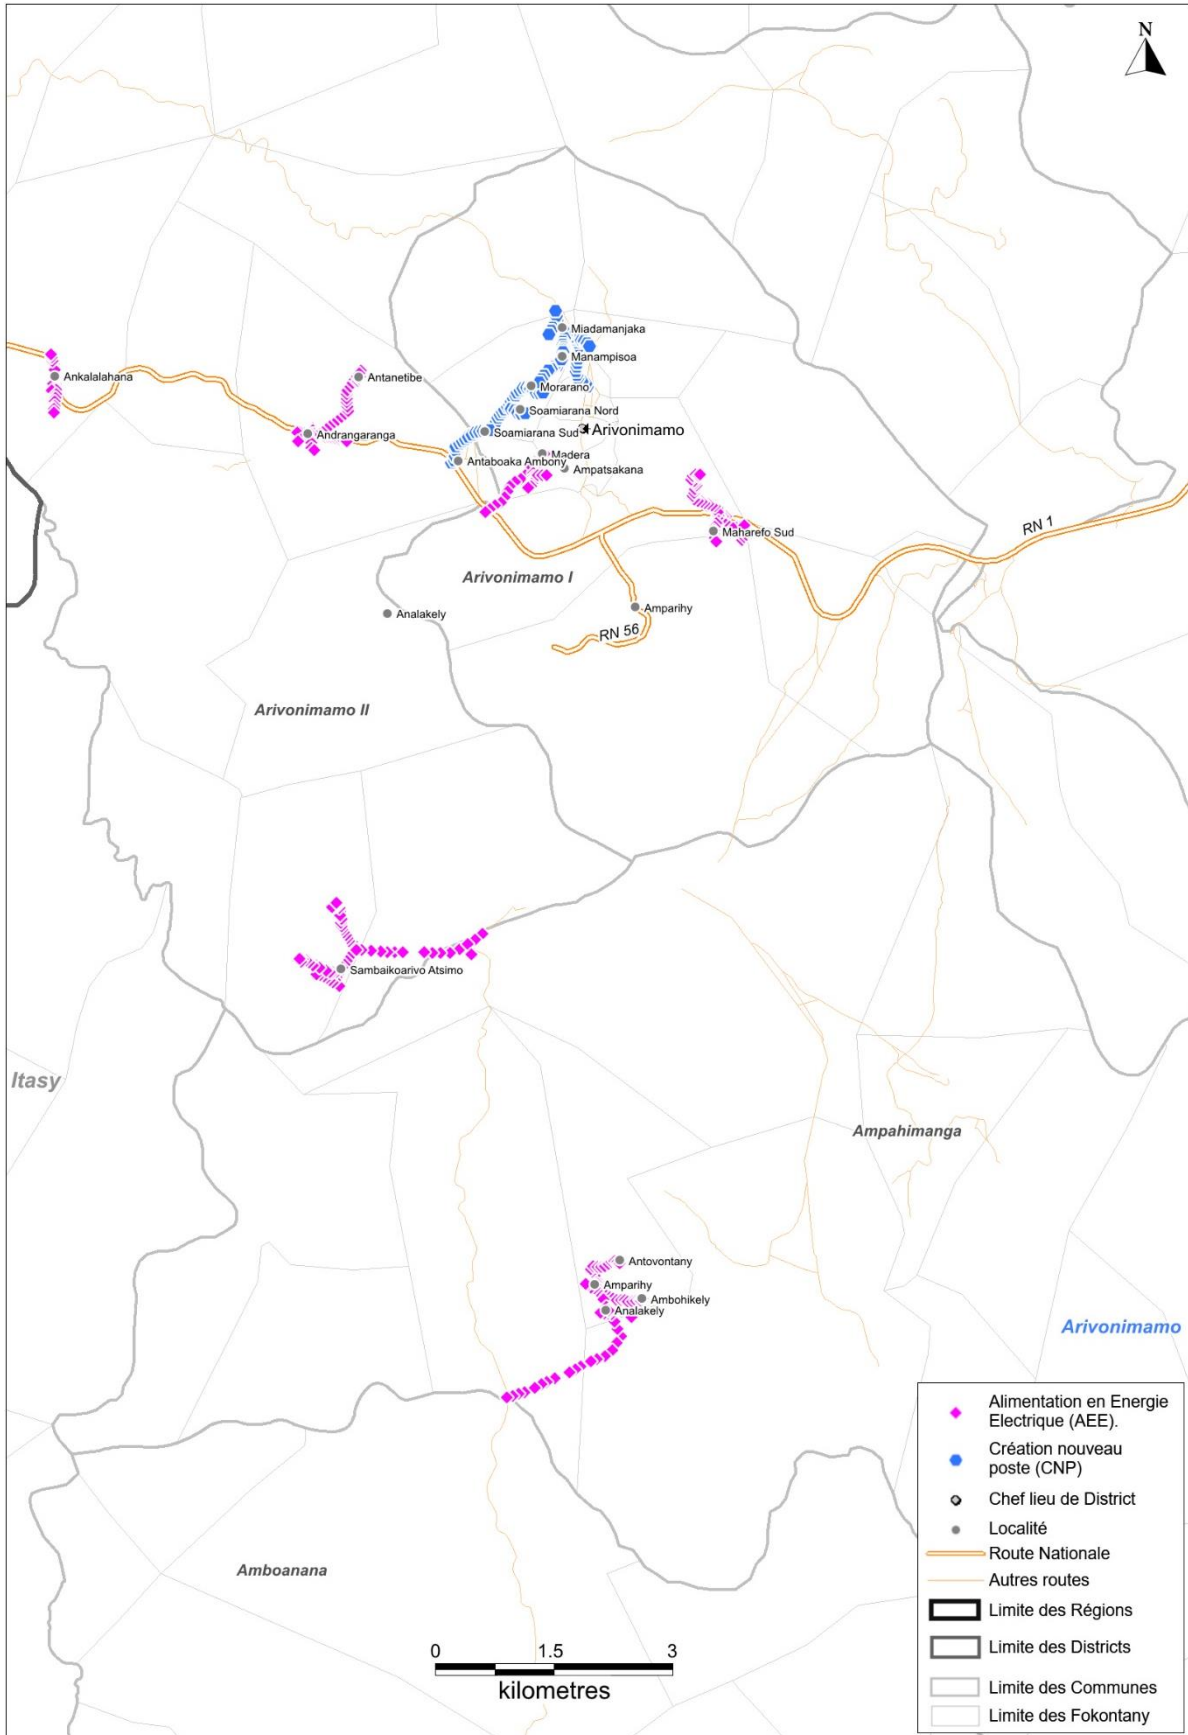 N
Miadamanjaka
Manampisoa
Ankalalahana
Antanetibe
Morarano
Soamiarana Nord
Arivonimamo
Soamiarana Sud
Andrangaranga
Madera
Antaboaka Ambony
Ampatsakana
RN 1
Maharefo Sud
Arivonimamo I
Analakely
Amparihy
RN 56
Arivonimamo II
Sambaikoarivo Atsimo
Itasy
Ampahimanga
Antovontany
Amparihy
Ambohikely
Analakely
Arivonimamo
Amboanana
Alimentation en Energie
Electrique (AEE).
Création nouveau
poste (CNP)
Chef lieu de District
Localité
Route Nationale
Autres routes
Limite des Régions
Limite des Districts
Limite des Communes
Limite des Fokontany
0 1.5 3
kilometres